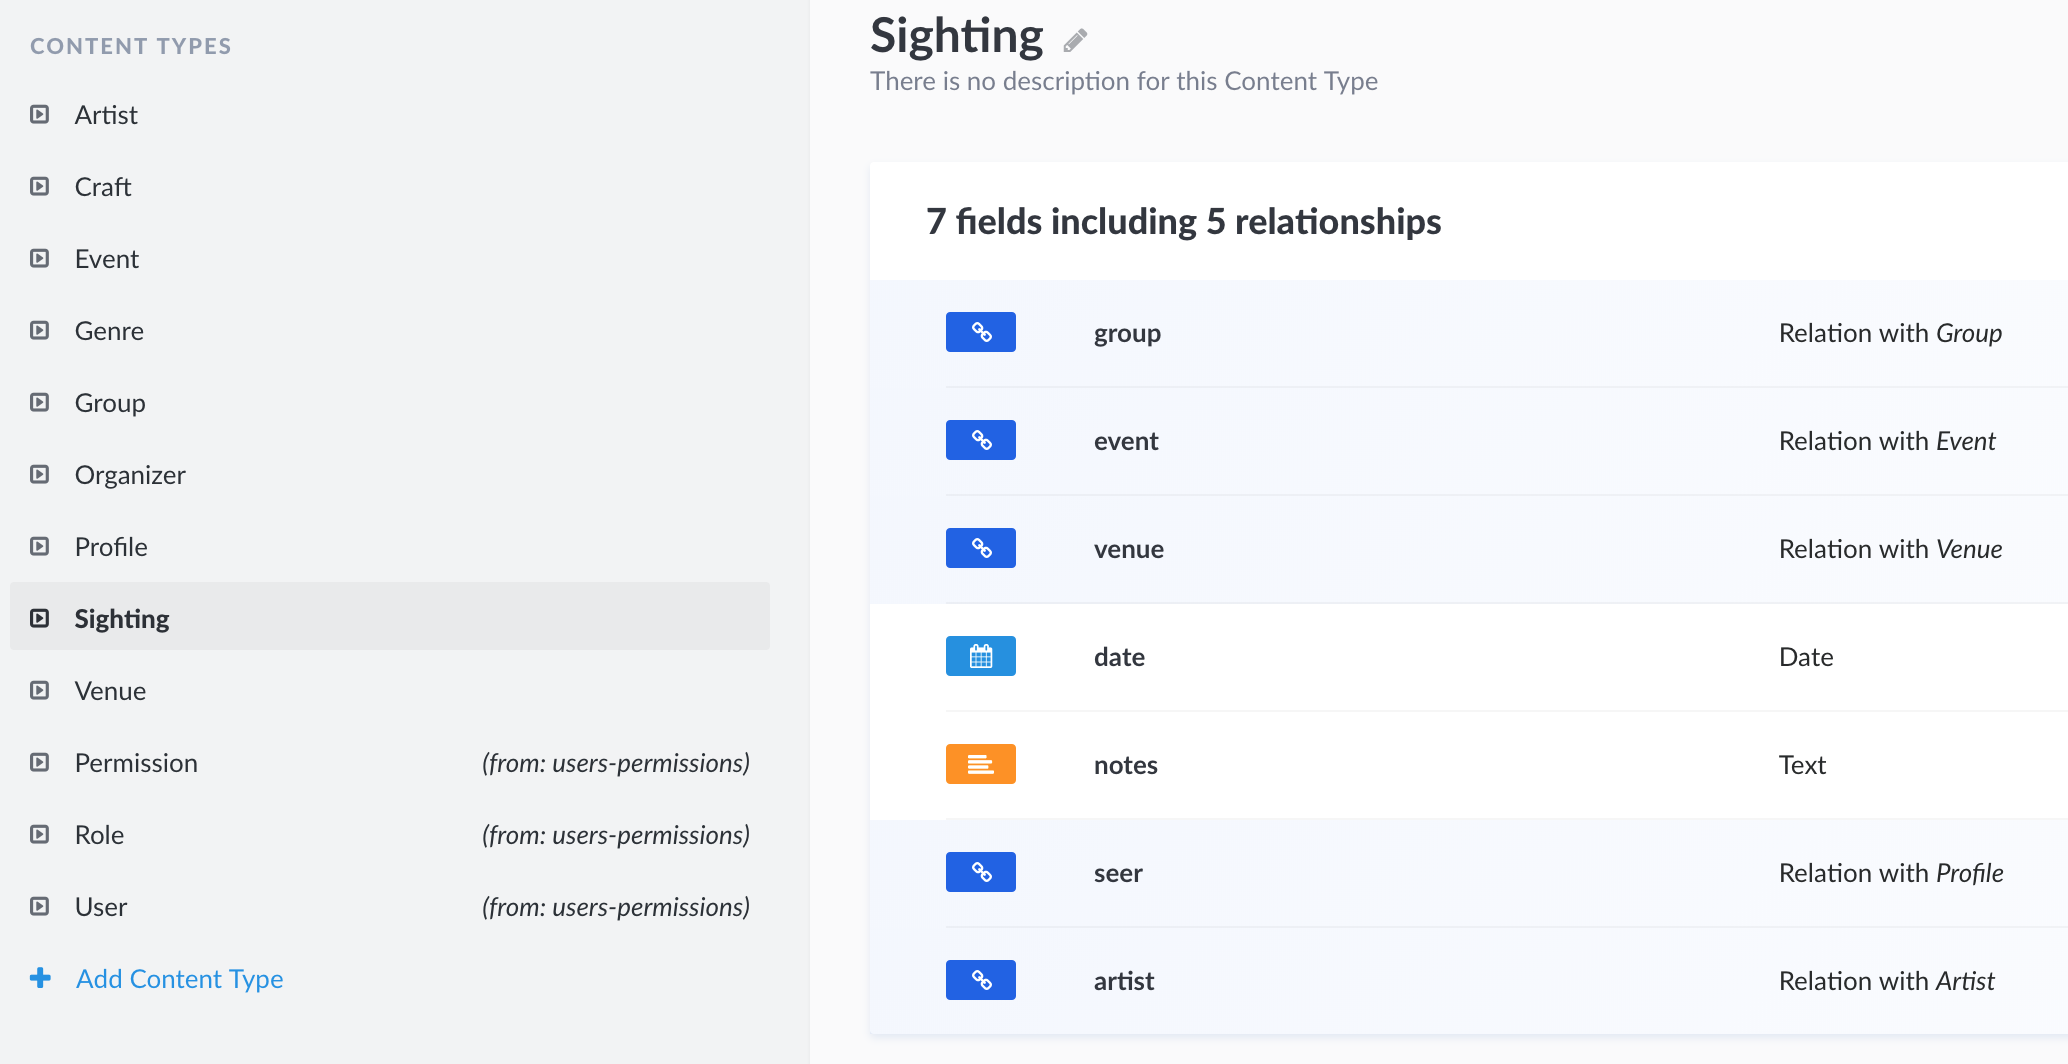 CONTENT TYPES
Artist
Craft
Event
Genre
Group
Organizer
Profile
Sighting
Venue
Permission (from: users-permissions)
Role (from: users-permissions)
User (from: users-permissions)
Add Content Type
Sighting
There is no description for this Content Type
7 fields including 5 relationships
group Relation with Group
event Relation with Event
venue Relation with Venue
date Date
notes Text
seer Relation with Profile
artist Relation with Artist